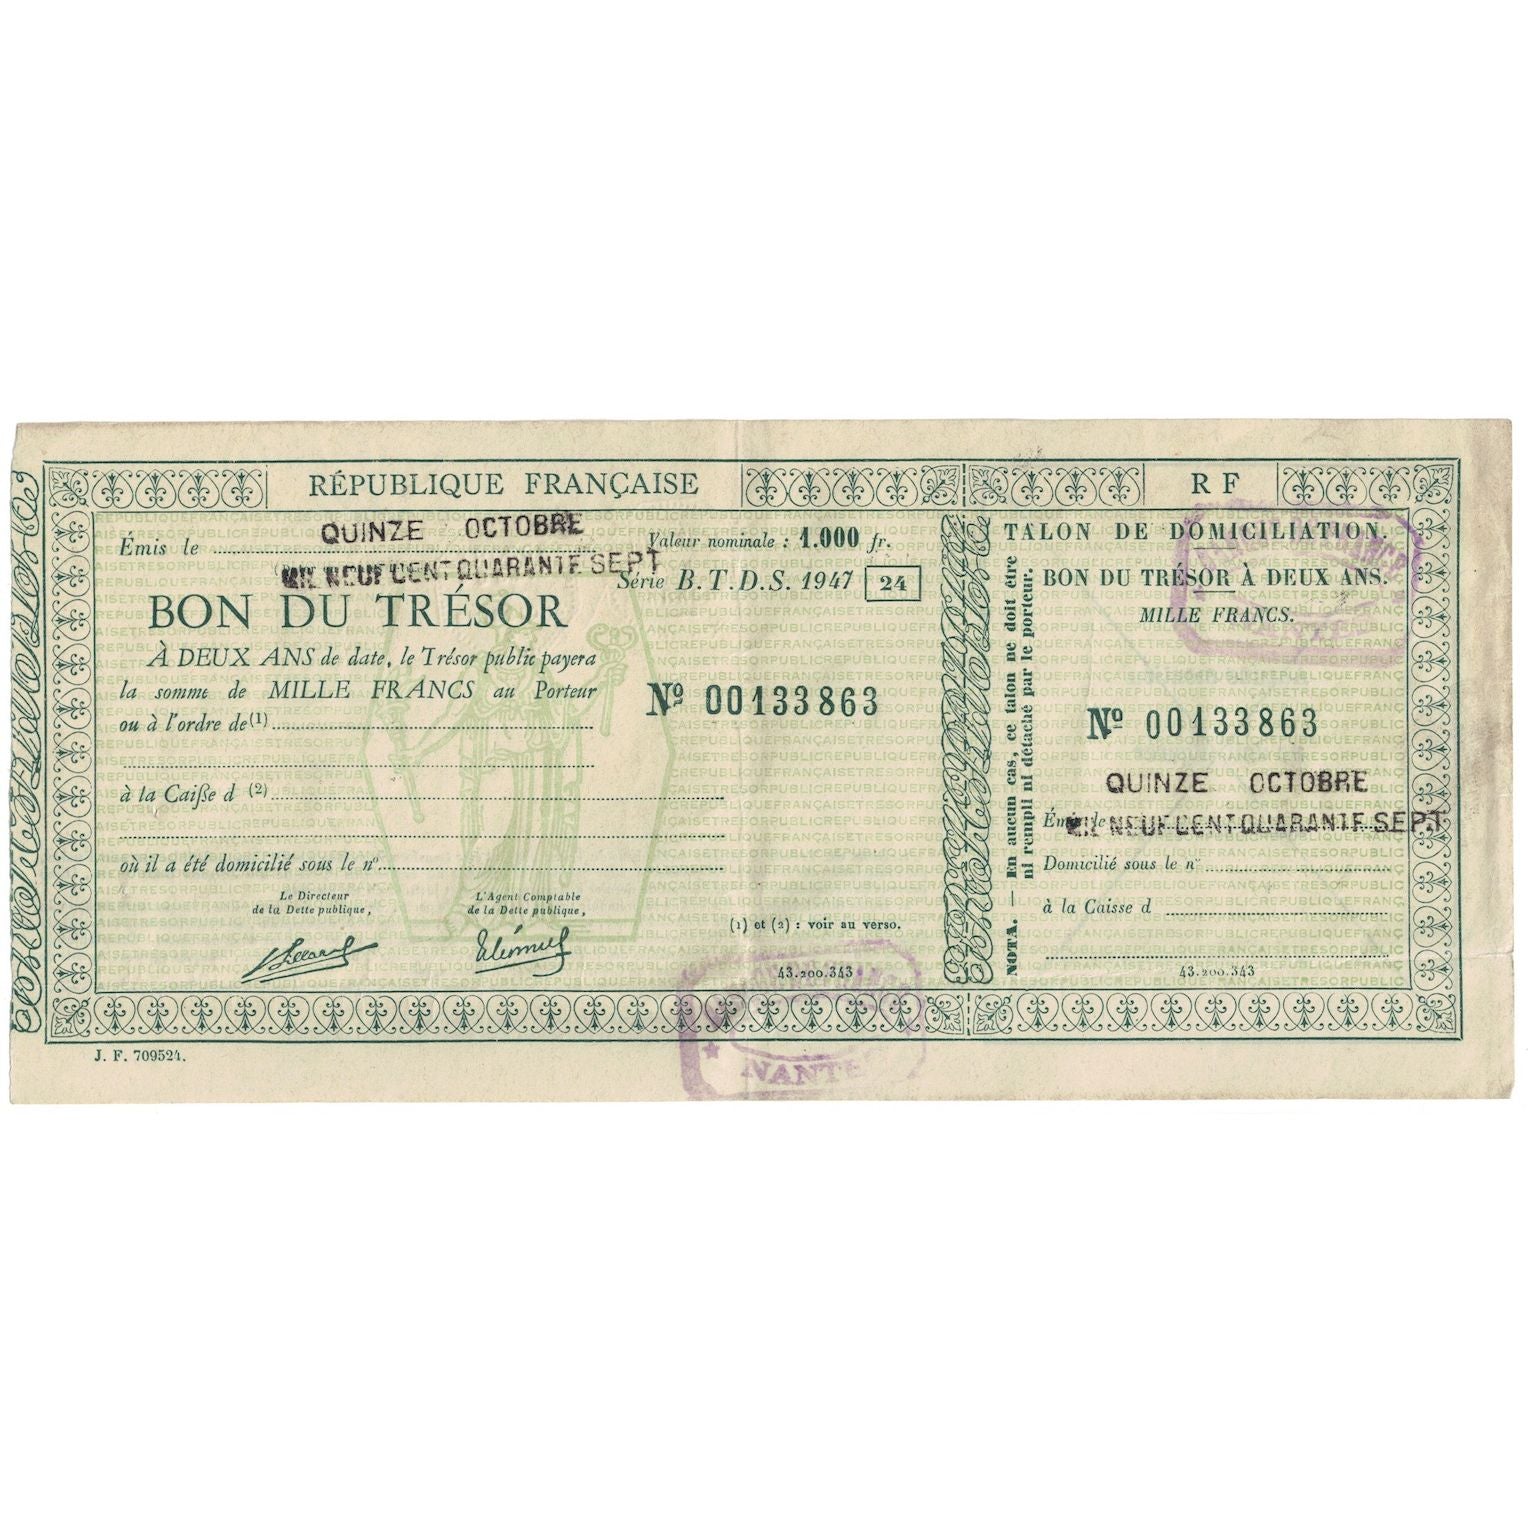 RÉPUBLIQUE FRANÇAISE
Émis le QUINZE OCTOBRE
MIL NEUF CENT QUARANTE SEPT
Valeur nominale : 1.000 fr.
Série B.T.D.S. 1947 24
BON DU TRÉSOR
À DEUX ANS de date, le Trésor public payera
la somme de MILLE FRANCS au Porteur
ou à l'ordre de (1)
à la Caiſse d (2)
où il a été domicilié sous le nº
Nº 00133863
Le Directeur
de la Dette publique,
L'Agent Comptable
de la Dette publique,
(1) et (2) : voir au verso.
43.200.343
NANTES
J. F. 709524.
R F
TALON DE DOMICILIATION.
BON DU TRÉSOR À DEUX ANS.
MILLE FRANCS.
Nº 00133863
QUINZE OCTOBRE
Émis le MIL NEUF CENT QUARANTE SEPT
Domicilié sous le nº
à la Caisse d
43.200.343
NOTA. — En aucun cas, ce talon ne doit être
ni rempli ni détaché par le porteur.